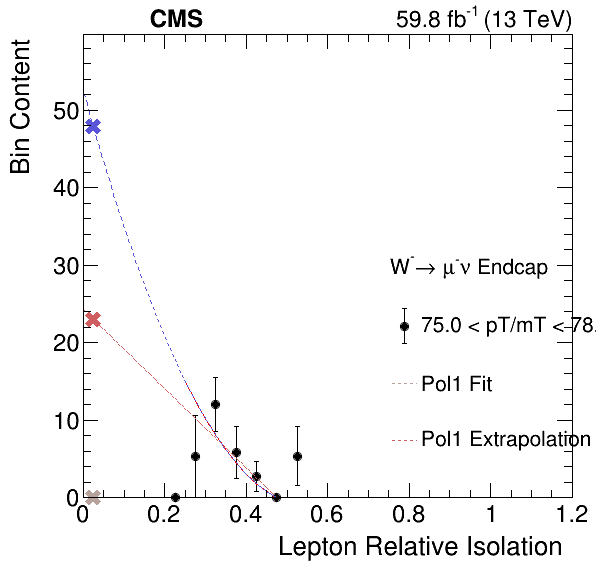 CMS 59.8 fb-1 (13 TeV)
Bin Content
50
40
30
20
10
0
W-→ μ-ν Endcap
75.0 < pT/mT < 78.
Pol1 Fit
Pol1 Extrapolation
0 0.2 0.4 0.6 0.8 1 1.2
Lepton Relative Isolation